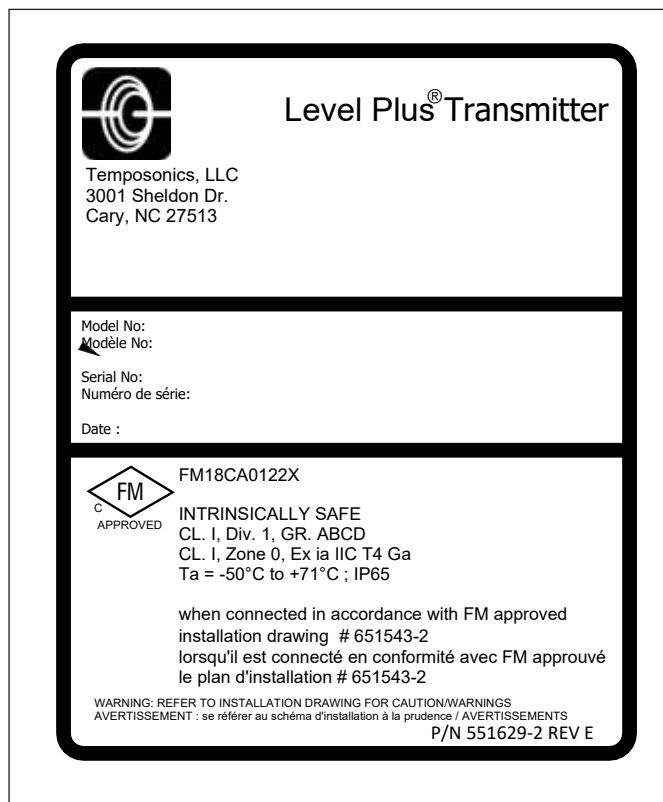 Level Plus® Transmitter
Temposonics, LLC
3001 Sheldon Dr.
Cary, NC 27513
Model No:
Modèle No:
Serial No:
Numéro de série:
Date :
FM
C
APPROVED
FM18CA0122X
INTRINSICALLY SAFE
CL. I, Div. 1, GR. ABCD
CL. I, Zone 0, Ex ia IIC T4 Ga
Ta = -50°C to +71°C ; IP65
when connected in accordance with FM approved
installation drawing # 651543-2
lorsqu'il est connecté en conformité avec FM approuvé
le plan d'installation # 651543-2
WARNING: REFER TO INSTALLATION DRAWING FOR CAUTION/WARNINGS
AVERTISSEMENT : se référer au schéma d'installation à la prudence / AVERTISSEMENTS
P/N 551629-2 REV E